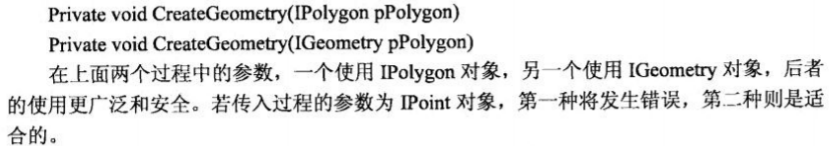 Private void CreateGeometry(IPolygon pPolygon)
Private void CreateGeometry(IGeometry pPolygon)
在上面两个过程中的参数，一个使用 IPolygon 对象，另一个使用 IGeometry 对象，后者
的使用更广泛和安全。若传入过程的参数为 IPoint 对象，第一种将发生错误，第二种则是适
合的。